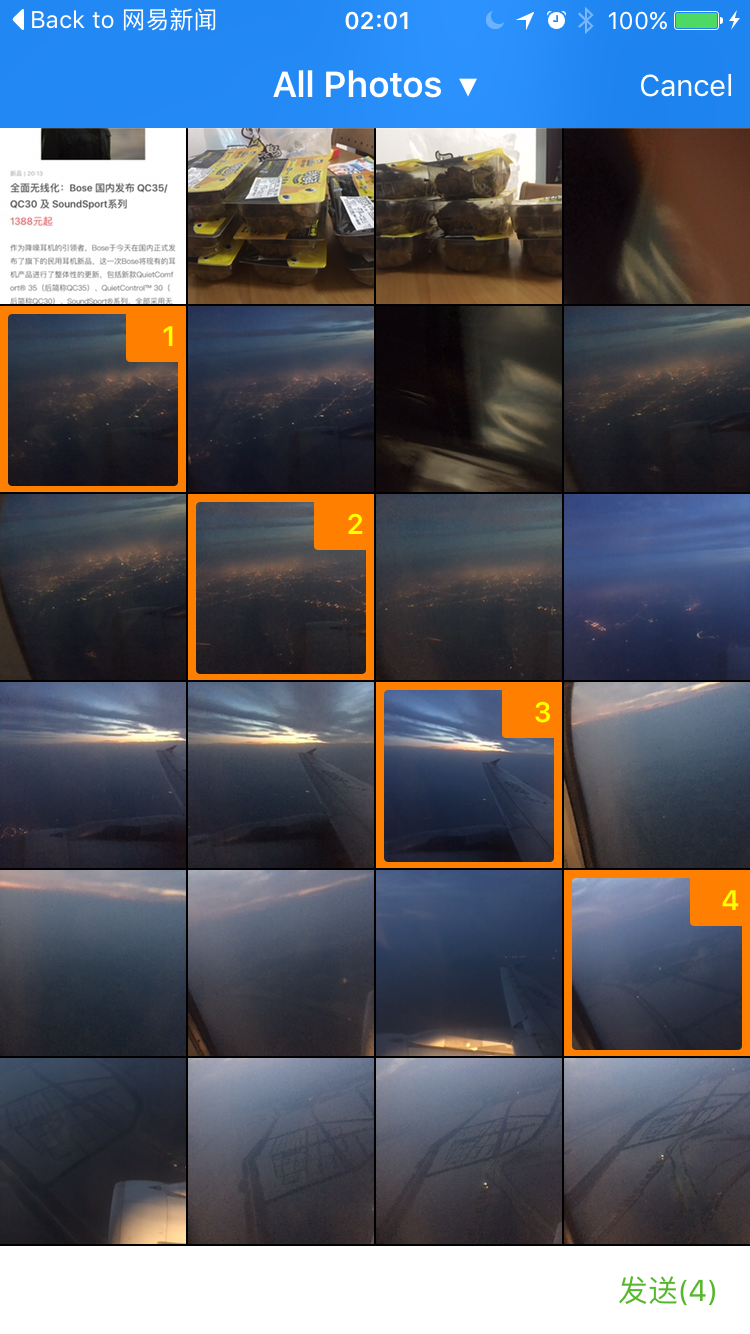 Back to 网易新闻
02:01
100%
All Photos ▼
Cancel
新品 | 20:13
全面无线化：Bose 国内发布 QC35/
QC30 及 SoundSport系列
1388元起
作为降噪耳机的引领者，Bose于今天在国内正式发
布了旗下的民用耳机新品，这一次Bose将现有的耳
机产品进行了整体性的更新，包括新款QuietComf
ort® 35（后简称QC35）、QuietControl™ 30（
后简称QC30）、SoundSport®系列，全部采用无
1
2
3
4
发送(4)